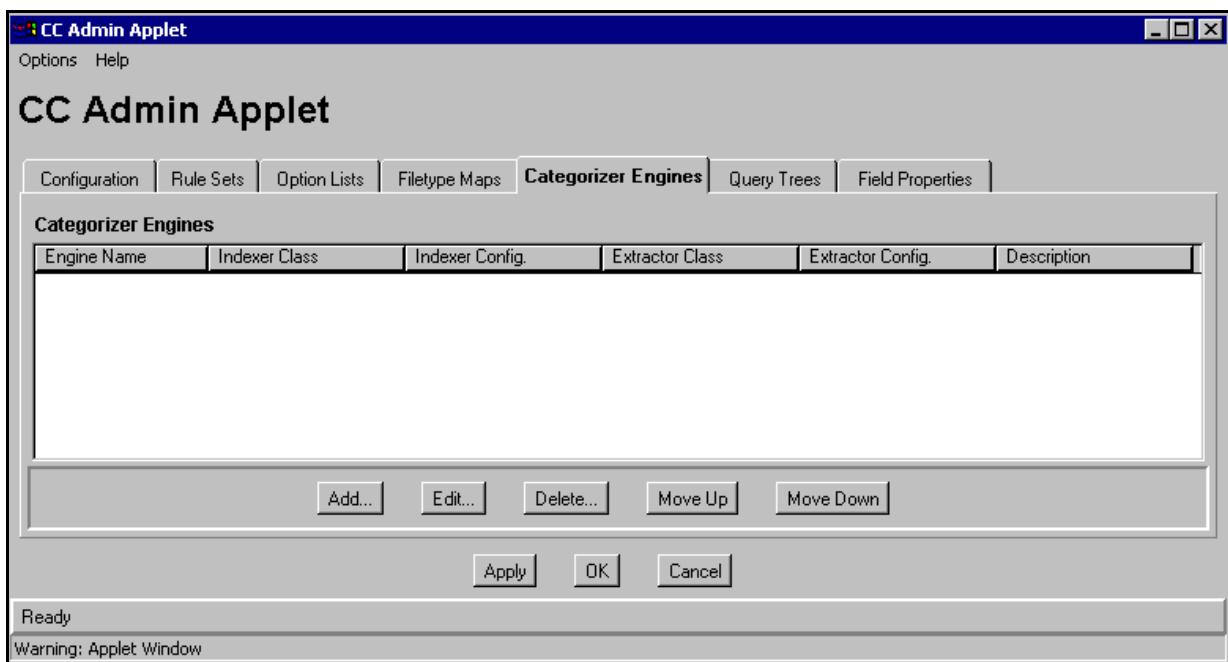 CC Admin Applet
Options Help
CC Admin Applet
Configuration Rule Sets Option Lists Filetype Maps Categorizer Engines Query Trees Field Properties
Categorizer Engines
Engine Name Indexer Class Indexer Config. Extractor Class Extractor Config. Description
Add... Edit... Delete... Move Up Move Down
Apply OK Cancel
Ready
Warning: Applet Window